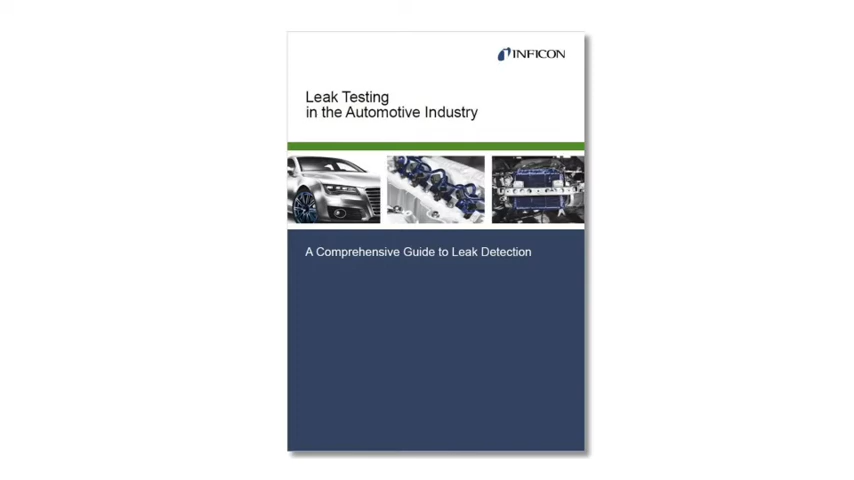 INFICON
Leak Testing
in the Automotive Industry
A Comprehensive Guide to Leak Detection